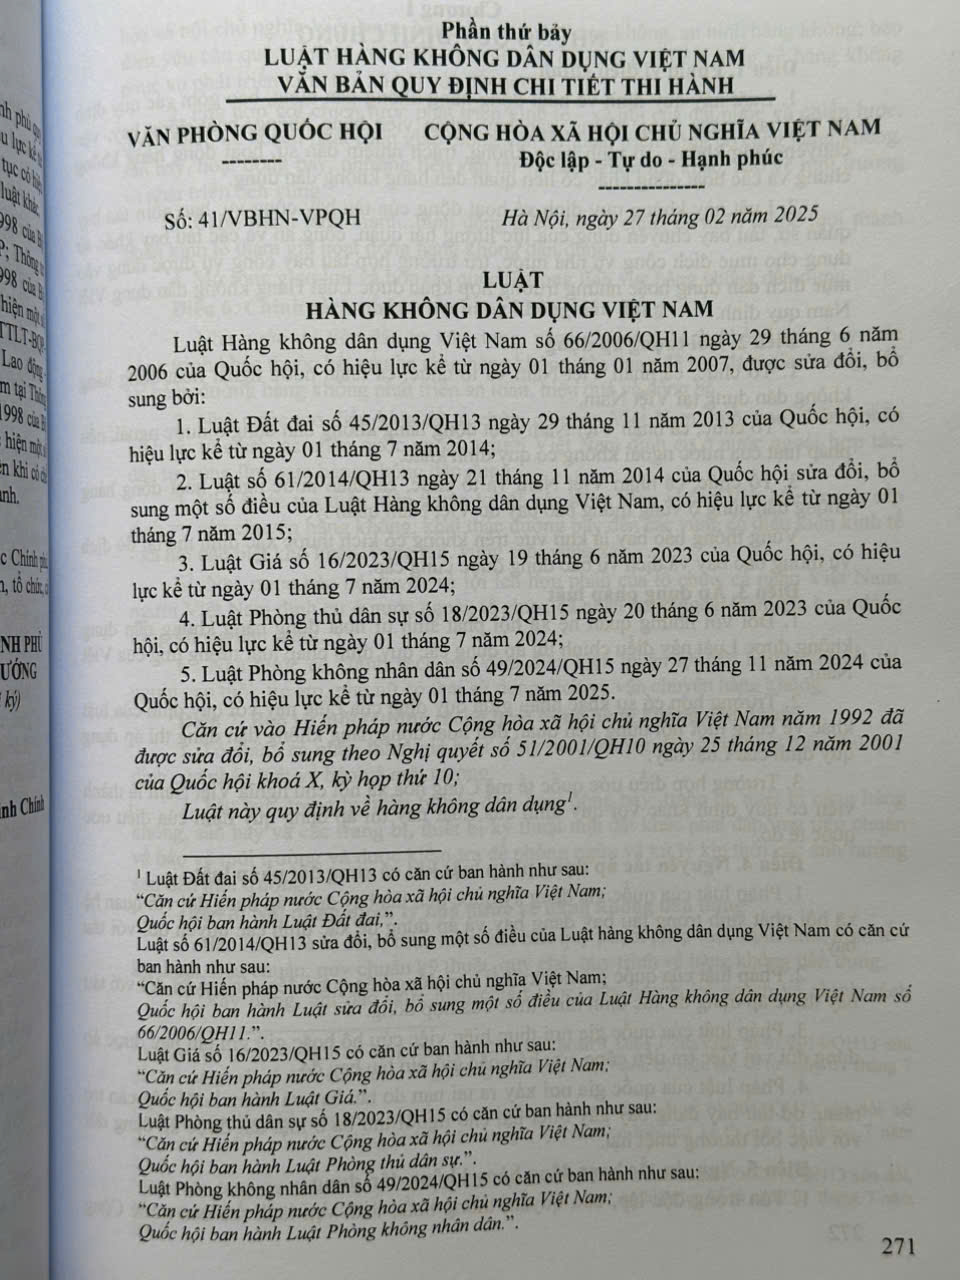 Phần thứ bảy
LUẬT HÀNG KHÔNG DÂN DỤNG VIỆT NAM
VĂN BẢN QUY ĐỊNH CHI TIẾT THI HÀNH
VĂN PHÒNG QUỐC HỘI
CỘNG HÒA XÃ HỘI CHỦ NGHĨA VIỆT NAM
Độc lập - Tự do - Hạnh phúc
Số: 41/VBHN-VPQH
Hà Nội, ngày 27 tháng 02 năm 2025
LUẬT
HÀNG KHÔNG DÂN DỤNG VIỆT NAM
Luật Hàng không dân dụng Việt Nam số 66/2006/QH11 ngày 29 tháng 6 năm
2006 của Quốc hội, có hiệu lực kể từ ngày 01 tháng 01 năm 2007, được sửa đổi, bổ
sung bởi:
1. Luật Đất đai số 45/2013/QH13 ngày 29 tháng 11 năm 2013 của Quốc hội, có
hiệu lực kể từ ngày 01 tháng 7 năm 2014;
2. Luật số 61/2014/QH13 ngày 21 tháng 11 năm 2014 của Quốc hội sửa đổi, bổ
sung một số điều của Luật Hàng không dân dụng Việt Nam, có hiệu lực kể từ ngày 01
tháng 7 năm 2015;
3. Luật Giá số 16/2023/QH15 ngày 19 tháng 6 năm 2023 của Quốc hội, có hiệu
lực kể từ ngày 01 tháng 7 năm 2024;
4. Luật Phòng thủ dân sự số 18/2023/QH15 ngày 20 tháng 6 năm 2023 của Quốc
hội, có hiệu lực kể từ ngày 01 tháng 7 năm 2024;
5. Luật Phòng không nhân dân số 49/2024/QH15 ngày 27 tháng 11 năm 2024 của
Quốc hội, có hiệu lực kể từ ngày 01 tháng 7 năm 2025.
Căn cứ vào Hiến pháp nước Cộng hòa xã hội chủ nghĩa Việt Nam năm 1992 đã
được sửa đổi, bổ sung theo Nghị quyết số 51/2001/QH10 ngày 25 tháng 12 năm 2001
của Quốc hội khoá X, kỳ họp thứ 10;
Luật này quy định về hàng không dân dụng¹.
¹ Luật Đất đai số 45/2013/QH13 có căn cứ ban hành như sau:
“Căn cứ Hiến pháp nước Cộng hòa xã hội chủ nghĩa Việt Nam;
Quốc hội ban hành Luật Đất đai,”.
Luật số 61/2014/QH13 sửa đổi, bổ sung một số điều của Luật hàng không dân dụng Việt Nam có căn cứ
ban hành như sau:
“Căn cứ Hiến pháp nước Cộng hòa xã hội chủ nghĩa Việt Nam;
Quốc hội ban hành Luật sửa đổi, bổ sung một số điều của Luật Hàng không dân dụng Việt Nam số
66/2006/QH11.”.
Luật Giá số 16/2023/QH15 có căn cứ ban hành như sau:
“Căn cứ Hiến pháp nước Cộng hòa xã hội chủ nghĩa Việt Nam;
Quốc hội ban hành Luật Giá.”.
Luật Phòng thủ dân sự số 18/2023/QH15 có căn cứ ban hành như sau:
“Căn cứ Hiến pháp nước Cộng hòa xã hội chủ nghĩa Việt Nam;
Quốc hội ban hành Luật Phòng thủ dân sự.”.
Luật Phòng không nhân dân số 49/2024/QH15 có căn cứ ban hành như sau:
“Căn cứ Hiến pháp nước Cộng hòa xã hội chủ nghĩa Việt Nam;
Quốc hội ban hành Luật Phòng không nhân dân.”.
271